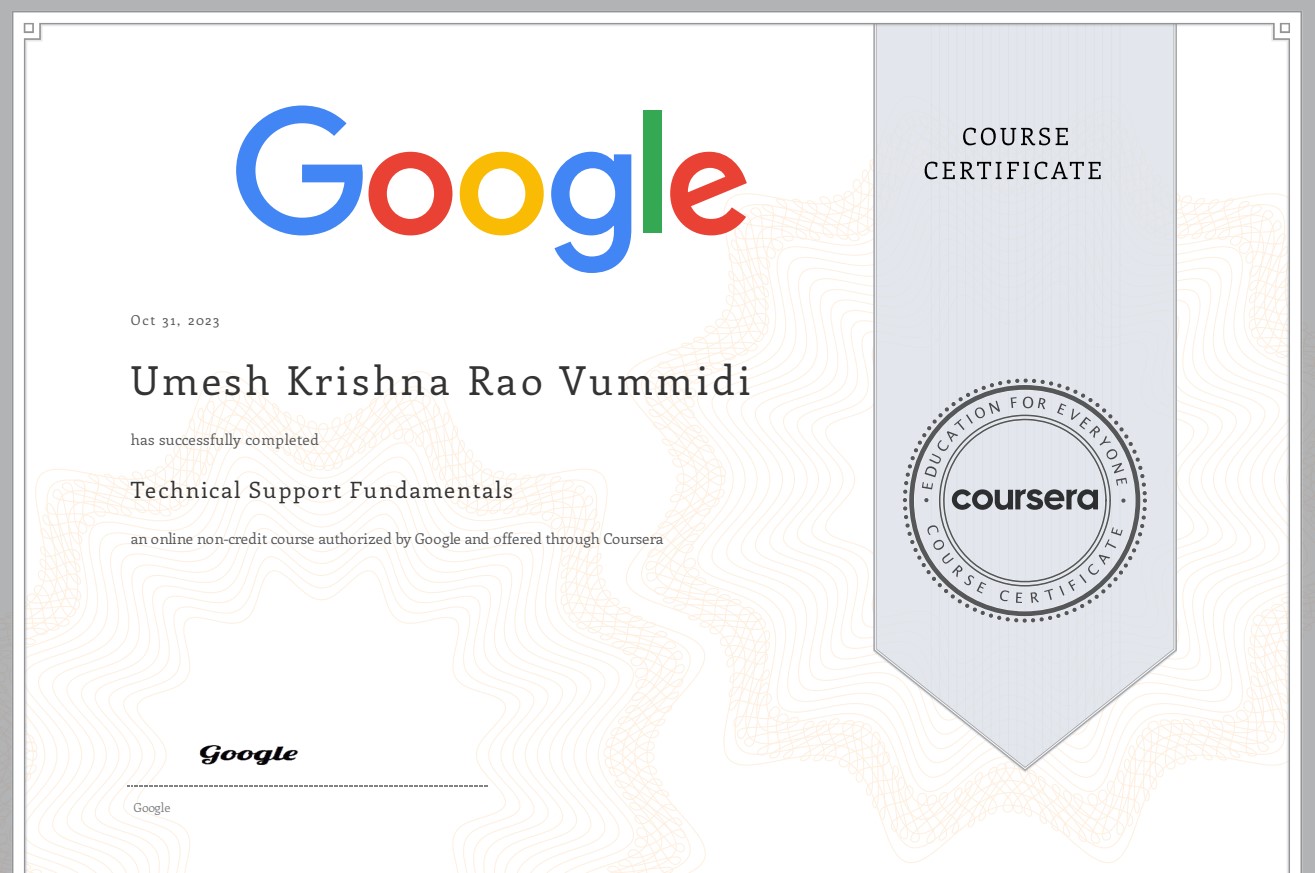 Google
COURSE
CERTIFICATE
Oct 31, 2023
Umesh Krishna Rao Vummidi
has successfully completed
Technical Support Fundamentals
an online non-credit course authorized by Google and offered through Coursera
EDUCATION FOR EVERYONE
coursera
COURSE CERTIFICATE
Google
Google